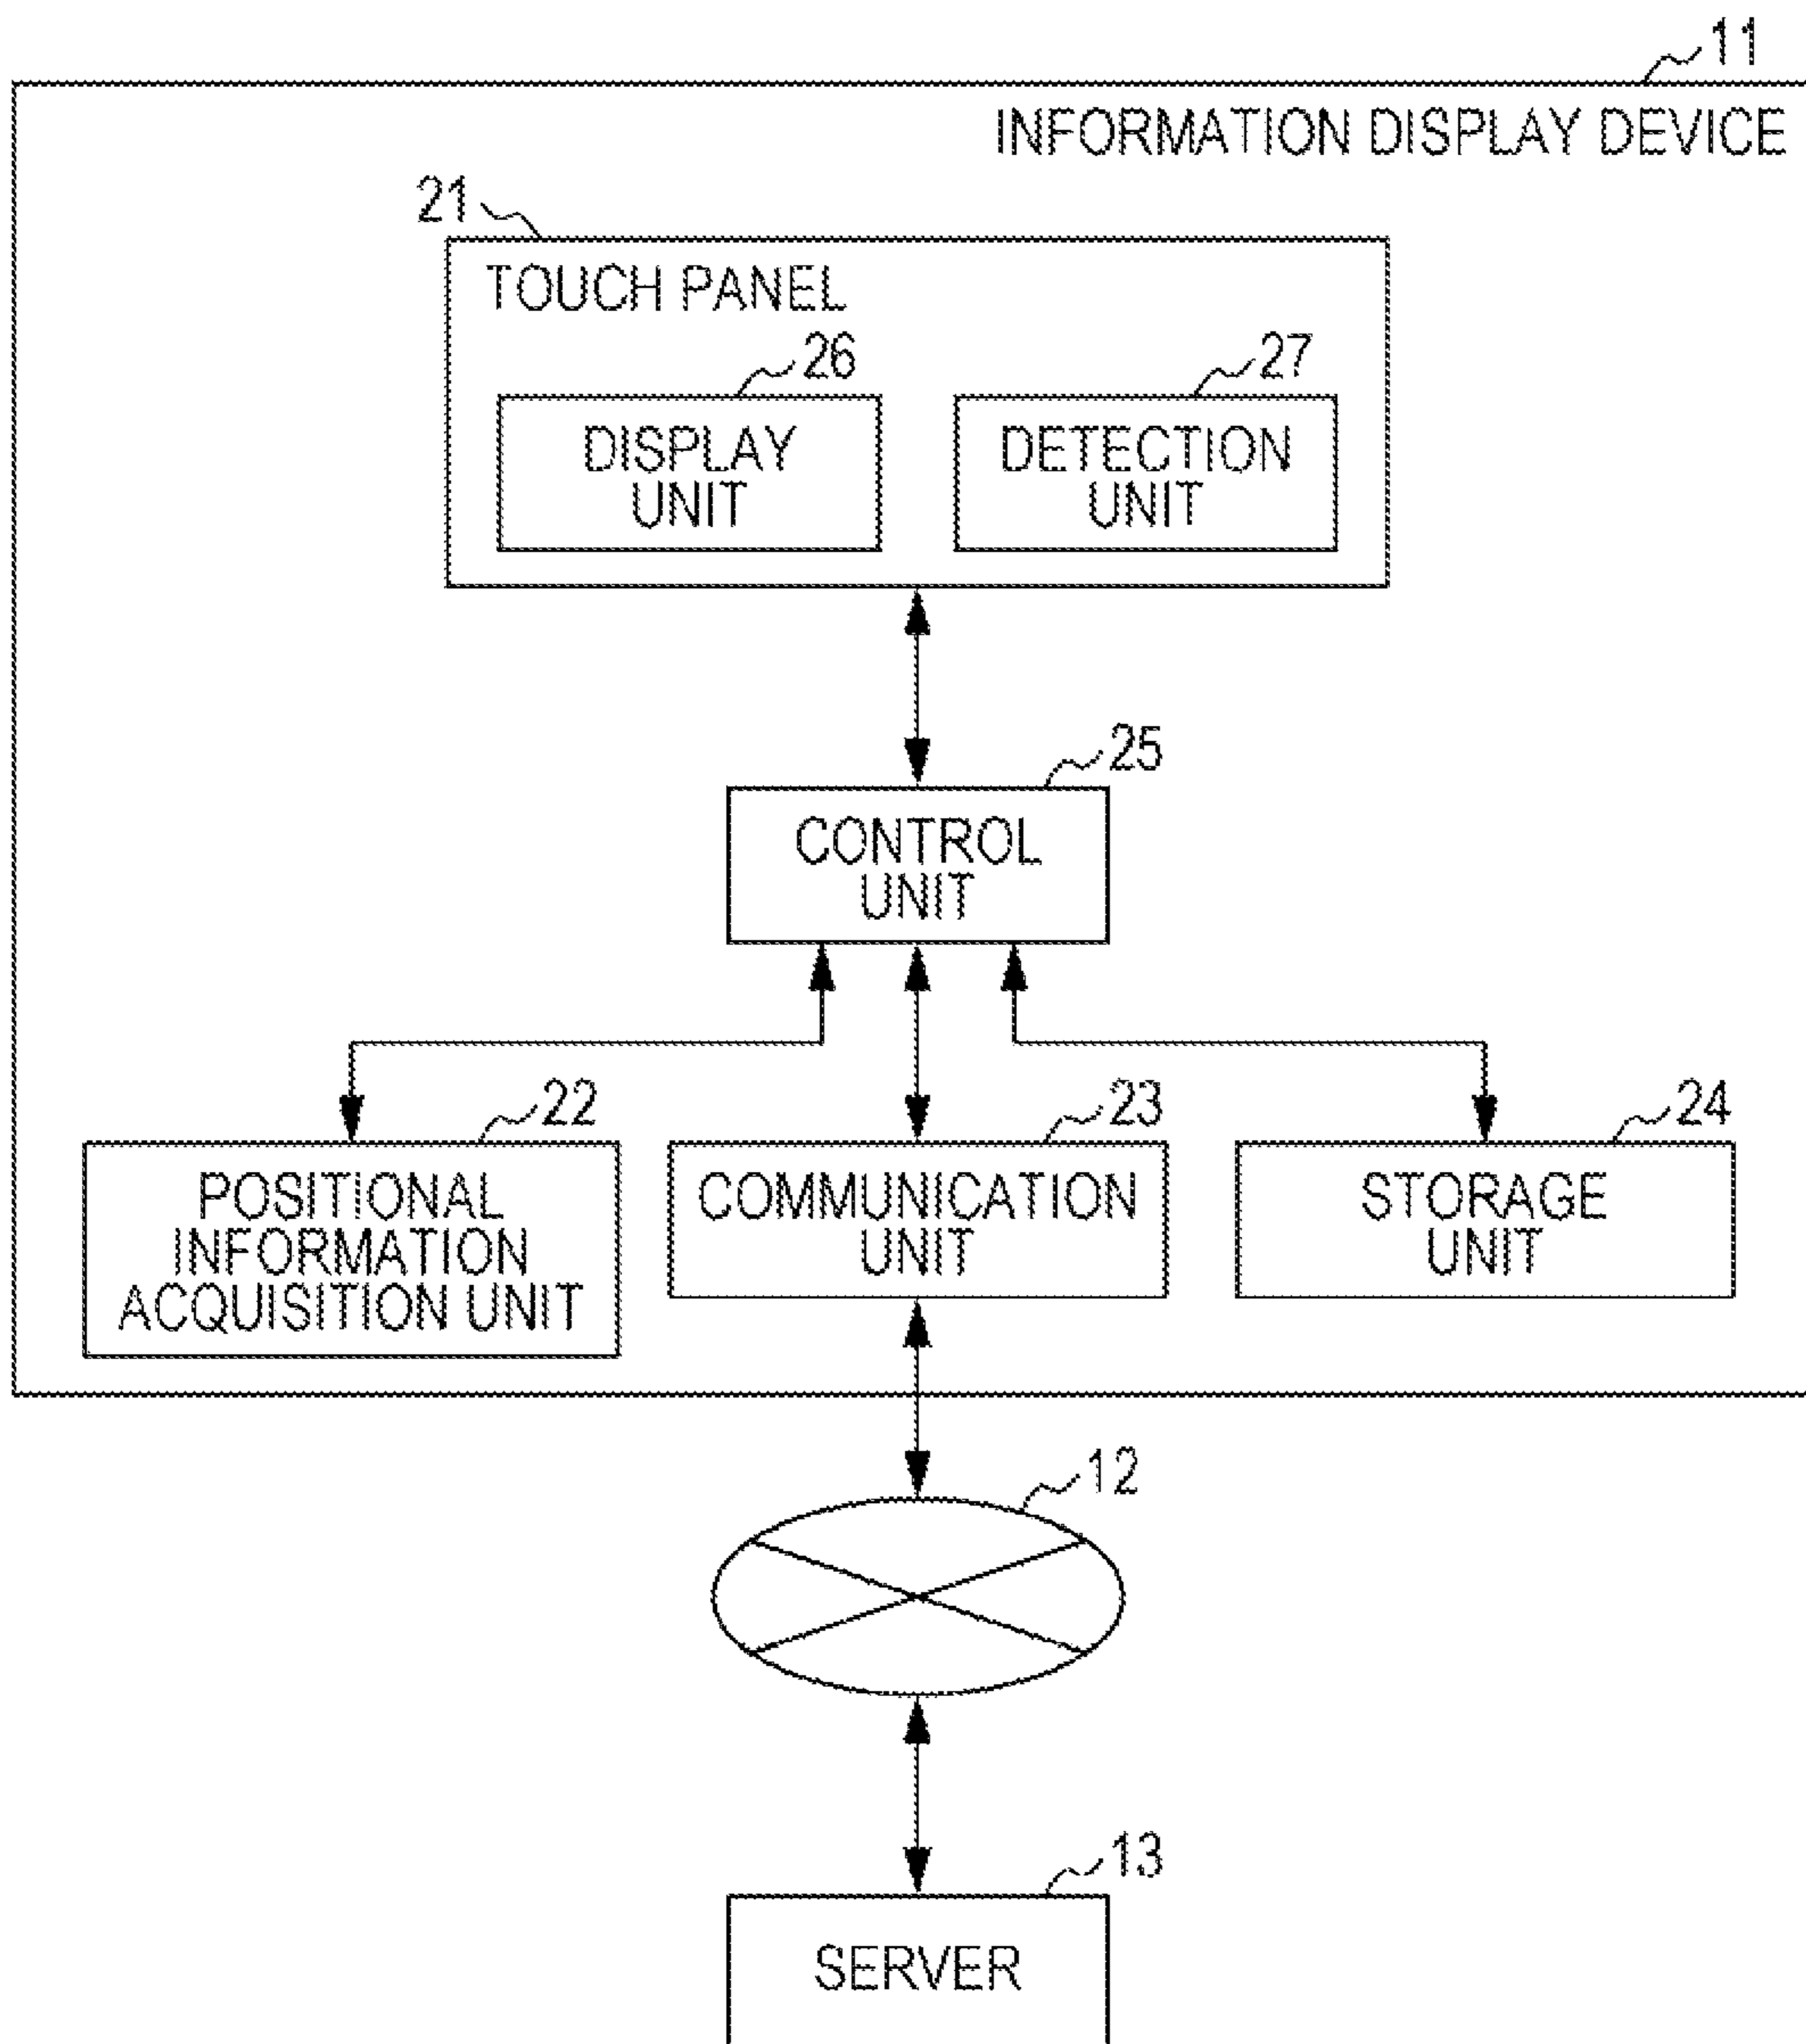 11
INFORMATION DISPLAY DEVICE
21
TOUCH PANEL
26
27
DISPLAY
UNIT
DETECTION
UNIT
25
CONTROL
UNIT
22
23
24
POSITIONAL
INFORMATION
ACQUISITION UNIT
COMMUNICATION
UNIT
STORAGE
UNIT
12
13
SERVER